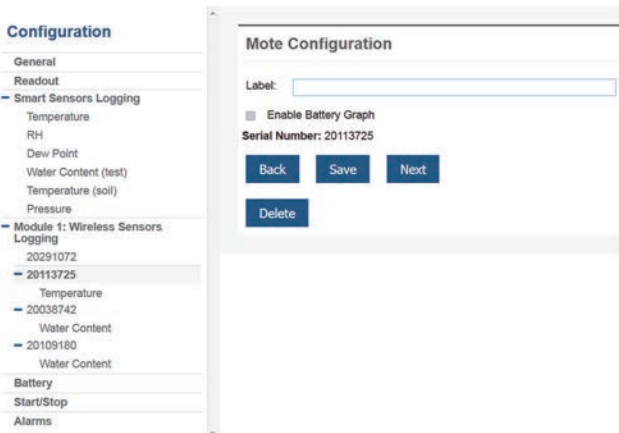 Configuration
General
Readout
Smart Sensors Logging
Temperature
RH
Dew Point
Water Content (test)
Temperature (soil)
Pressure
Module 1: Wireless Sensors
Logging
20291072
20113725
Temperature
20038742
Water Content
20109180
Water Content
Battery
Start/Stop
Alarms
Mote Configuration
Label:
Enable Battery Graph
Serial Number: 20113725
Back Save Next
Delete